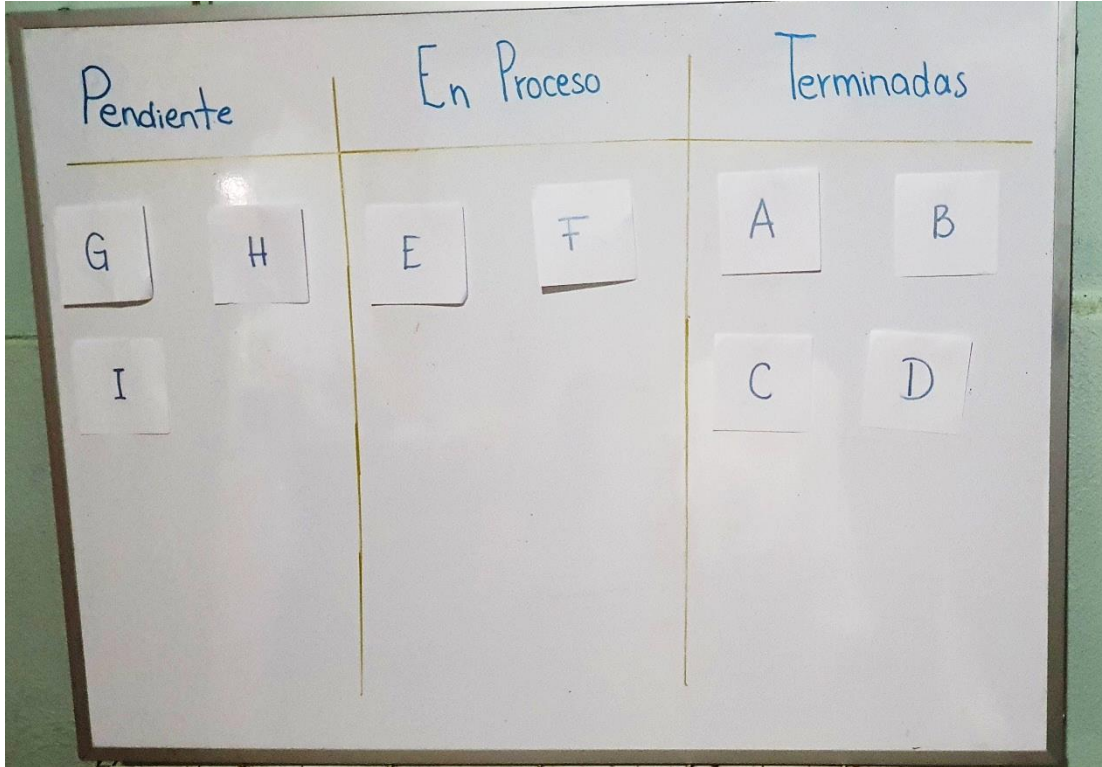 Pendiente
En Proceso
Terminadas
G H E F A B
I C D